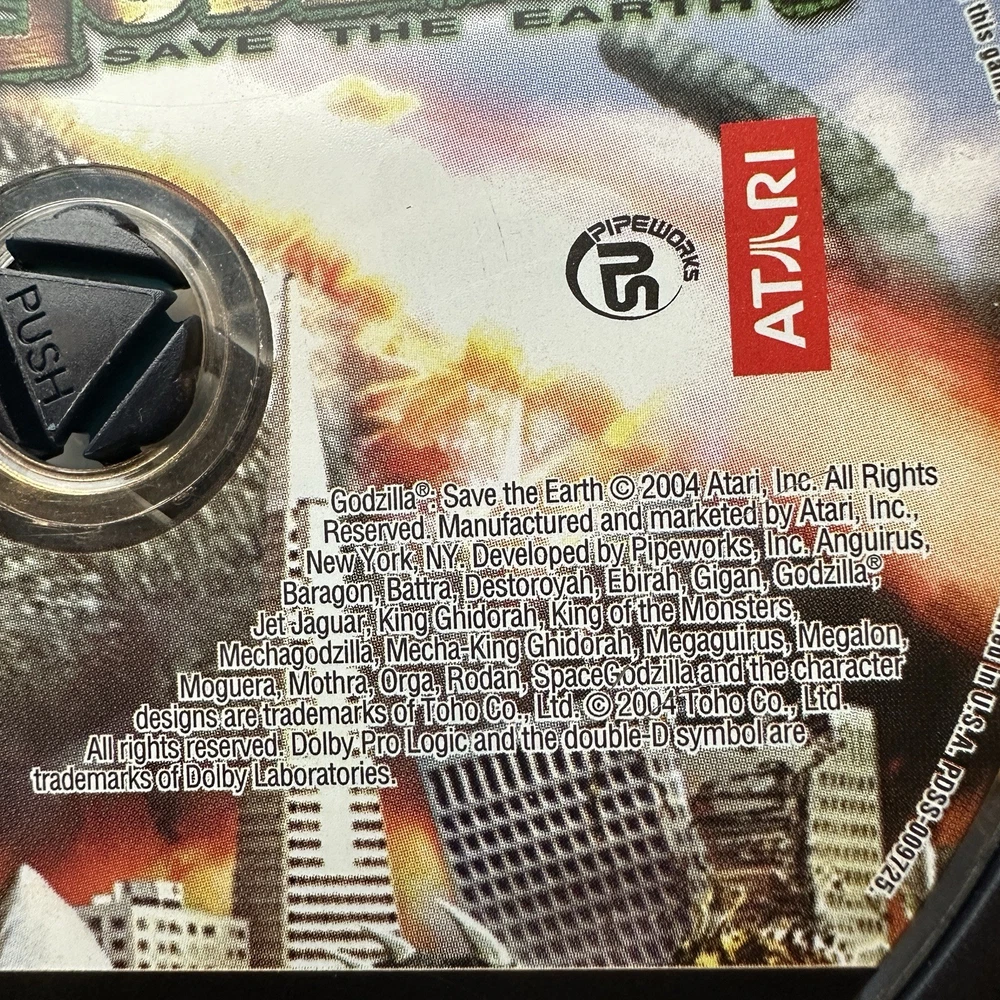 SAVE THE EARTH
this game
ATARI
PIPEWORKS
PUSH
Godzilla®: Save the Earth © 2004 Atari, Inc. All Rights
Reserved. Manufactured and marketed by Atari, Inc.,
New York, NY. Developed by Pipeworks, Inc. Anguirus,
Baragon, Battra, Destoroyah, Ebirah, Gigan, Godzilla®,
Jet Jaguar, King Ghidorah, King of the Monsters,
Mechagodzilla, Mecha-King Ghidorah, Megaguirus, Megalon,
Moguera, Mothra, Orga, Rodan, SpaceGodzilla and the character
designs are trademarks of Toho Co., Ltd. © 2004 Toho Co., Ltd.
All rights reserved. Dolby, Pro Logic and the double-D symbol are
trademarks of Dolby Laboratories.
in U.S.A. PDSS-009725.